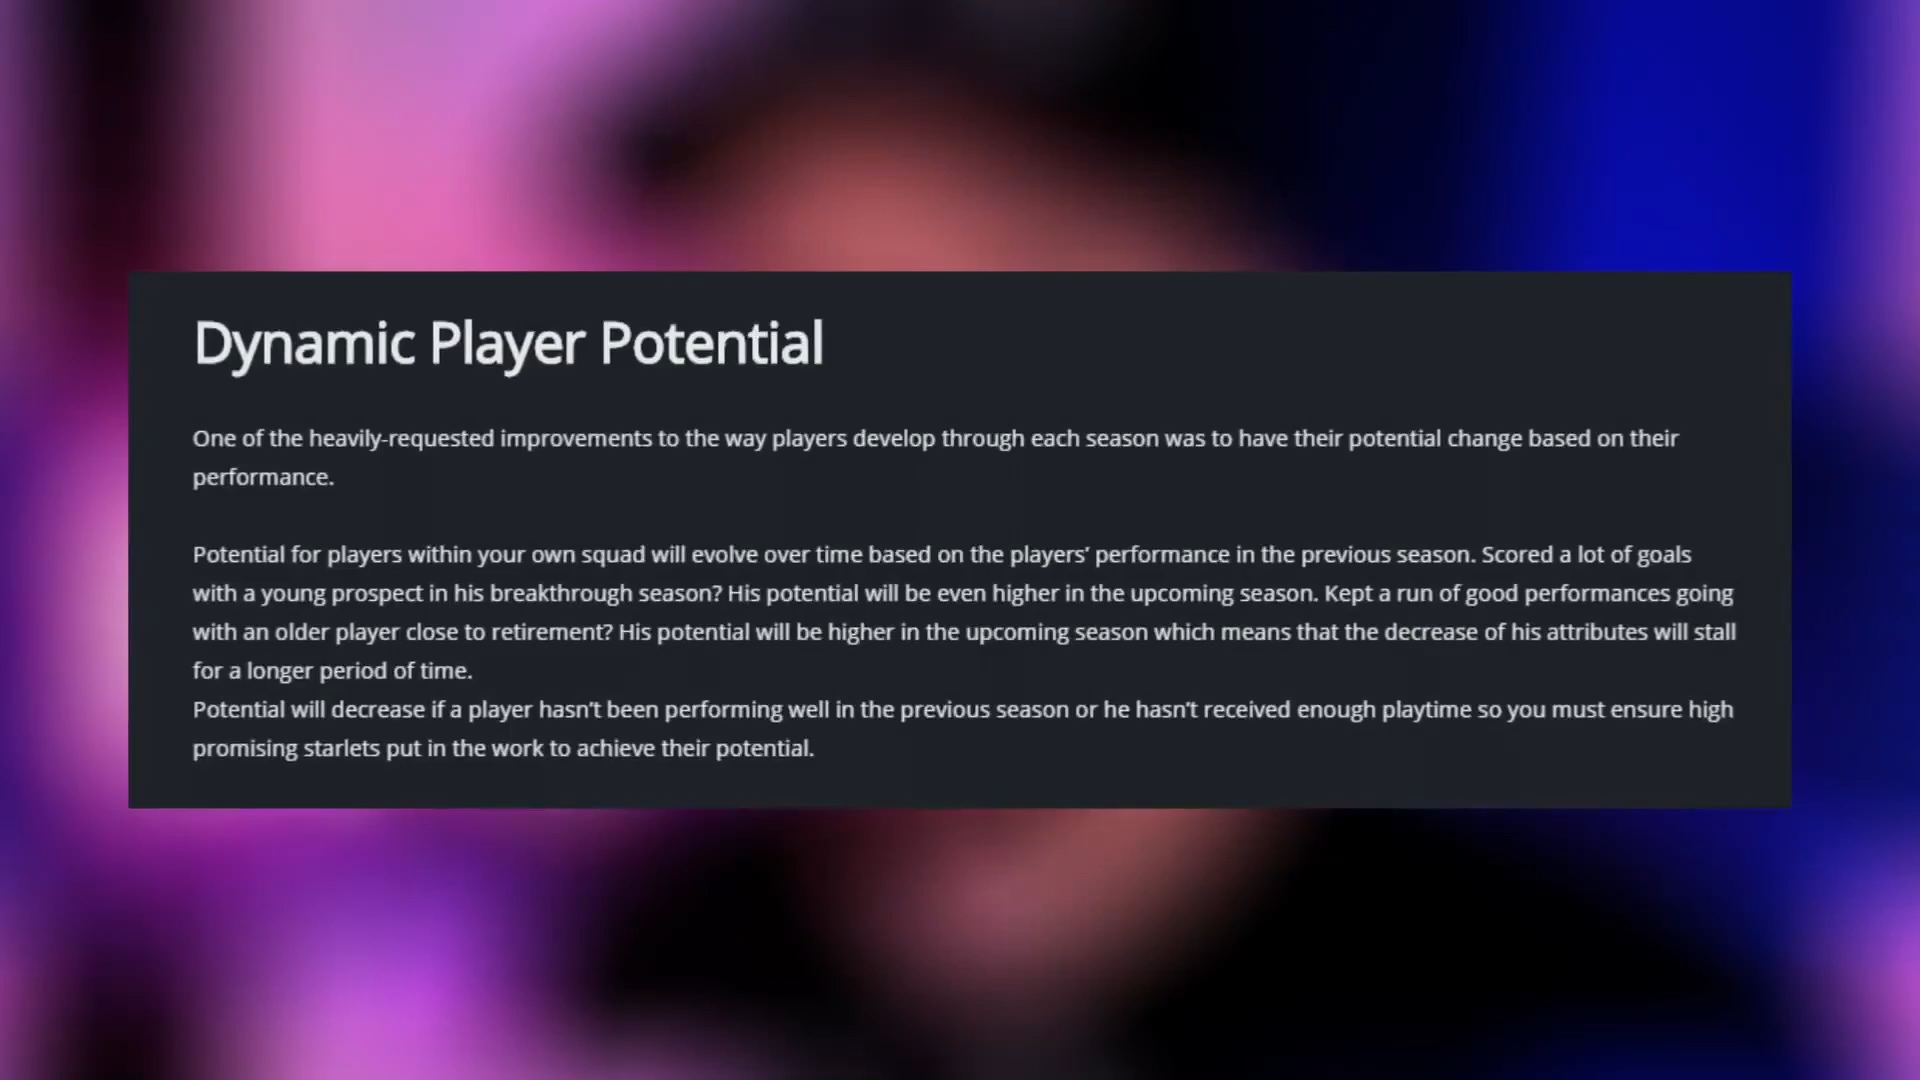 Dynamic Player Potential
One of the heavily-requested improvements to the way players develop through each season was to have their potential change based on their
performance.
Potential for players within your own squad will evolve over time based on the players’ performance in the previous season. Scored a lot of goals
with a young prospect in his breakthrough season? His potential will be even higher in the upcoming season. Kept a run of good performances going
with an older player close to retirement? His potential will be higher in the upcoming season which means that the decrease of his attributes will stall
for a longer period of time.
Potential will decrease if a player hasn’t been performing well in the previous season or he hasn’t received enough playtime so you must ensure high
promising starlets put in the work to achieve their potential.